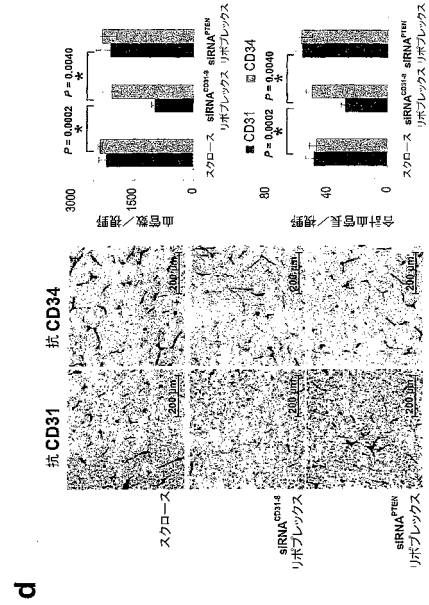 d
抗 CD31
抗 CD34
スクロース
siRNA^CD31-8
リポプレックス
siRNA^PTEN
リポプレックス
200 µm
200 µm
200 µm
200 µm
200 µm
200 µm
3000
1500
0
血管数／視野
P = 0.0002
P = 0.0040
*
*
スクロース siRNA^CD31-8 siRNA^PTEN
リポプレックス リポプレックス
CD31 CD34
80
40
0
合計血管長／視野
P = 0.0002
P = 0.0040
*
*
スクロース siRNA^CD31-8 siRNA^PTEN
リポプレックス リポプレックス